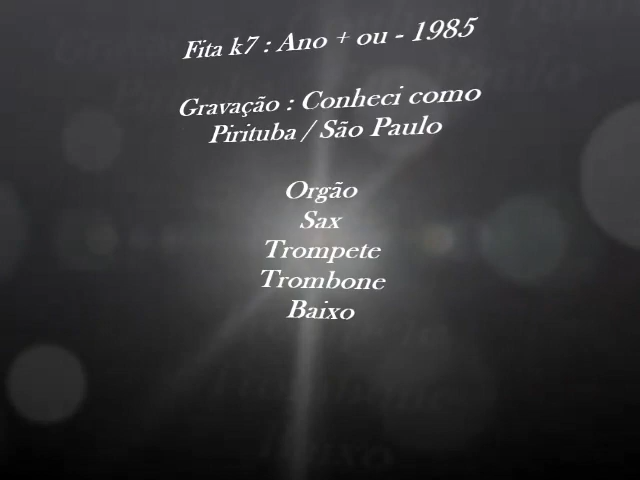 Fita k7 : Ano + ou - 1985
Gravação : Conheci como
Pirituba / São Paulo
Orgão
Sax
Trompete
Trombone
Baixo